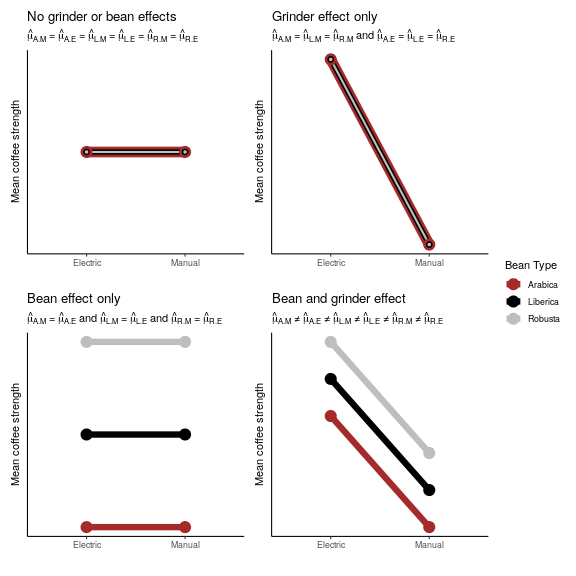 No grinder or bean effects
μ̂A.M = μ̂A.E = μ̂L.M = μ̂L.E = μ̂R.M = μ̂R.E
Mean coffee strength
Electric Manual
Grinder effect only
μ̂A.M = μ̂L.M = μ̂R.M and μ̂A.E = μ̂L.E = μ̂R.E
Mean coffee strength
Electric Manual
Bean effect only
μ̂A.M = μ̂A.E and μ̂L.M = μ̂L.E and μ̂R.M = μ̂R.E
Mean coffee strength
Electric Manual
Bean and grinder effect
μ̂A.M ≠ μ̂A.E ≠ μ̂L.M ≠ μ̂L.E ≠ μ̂R.M ≠ μ̂R.E
Mean coffee strength
Electric Manual
Bean Type
Arabica
Liberica
Robusta